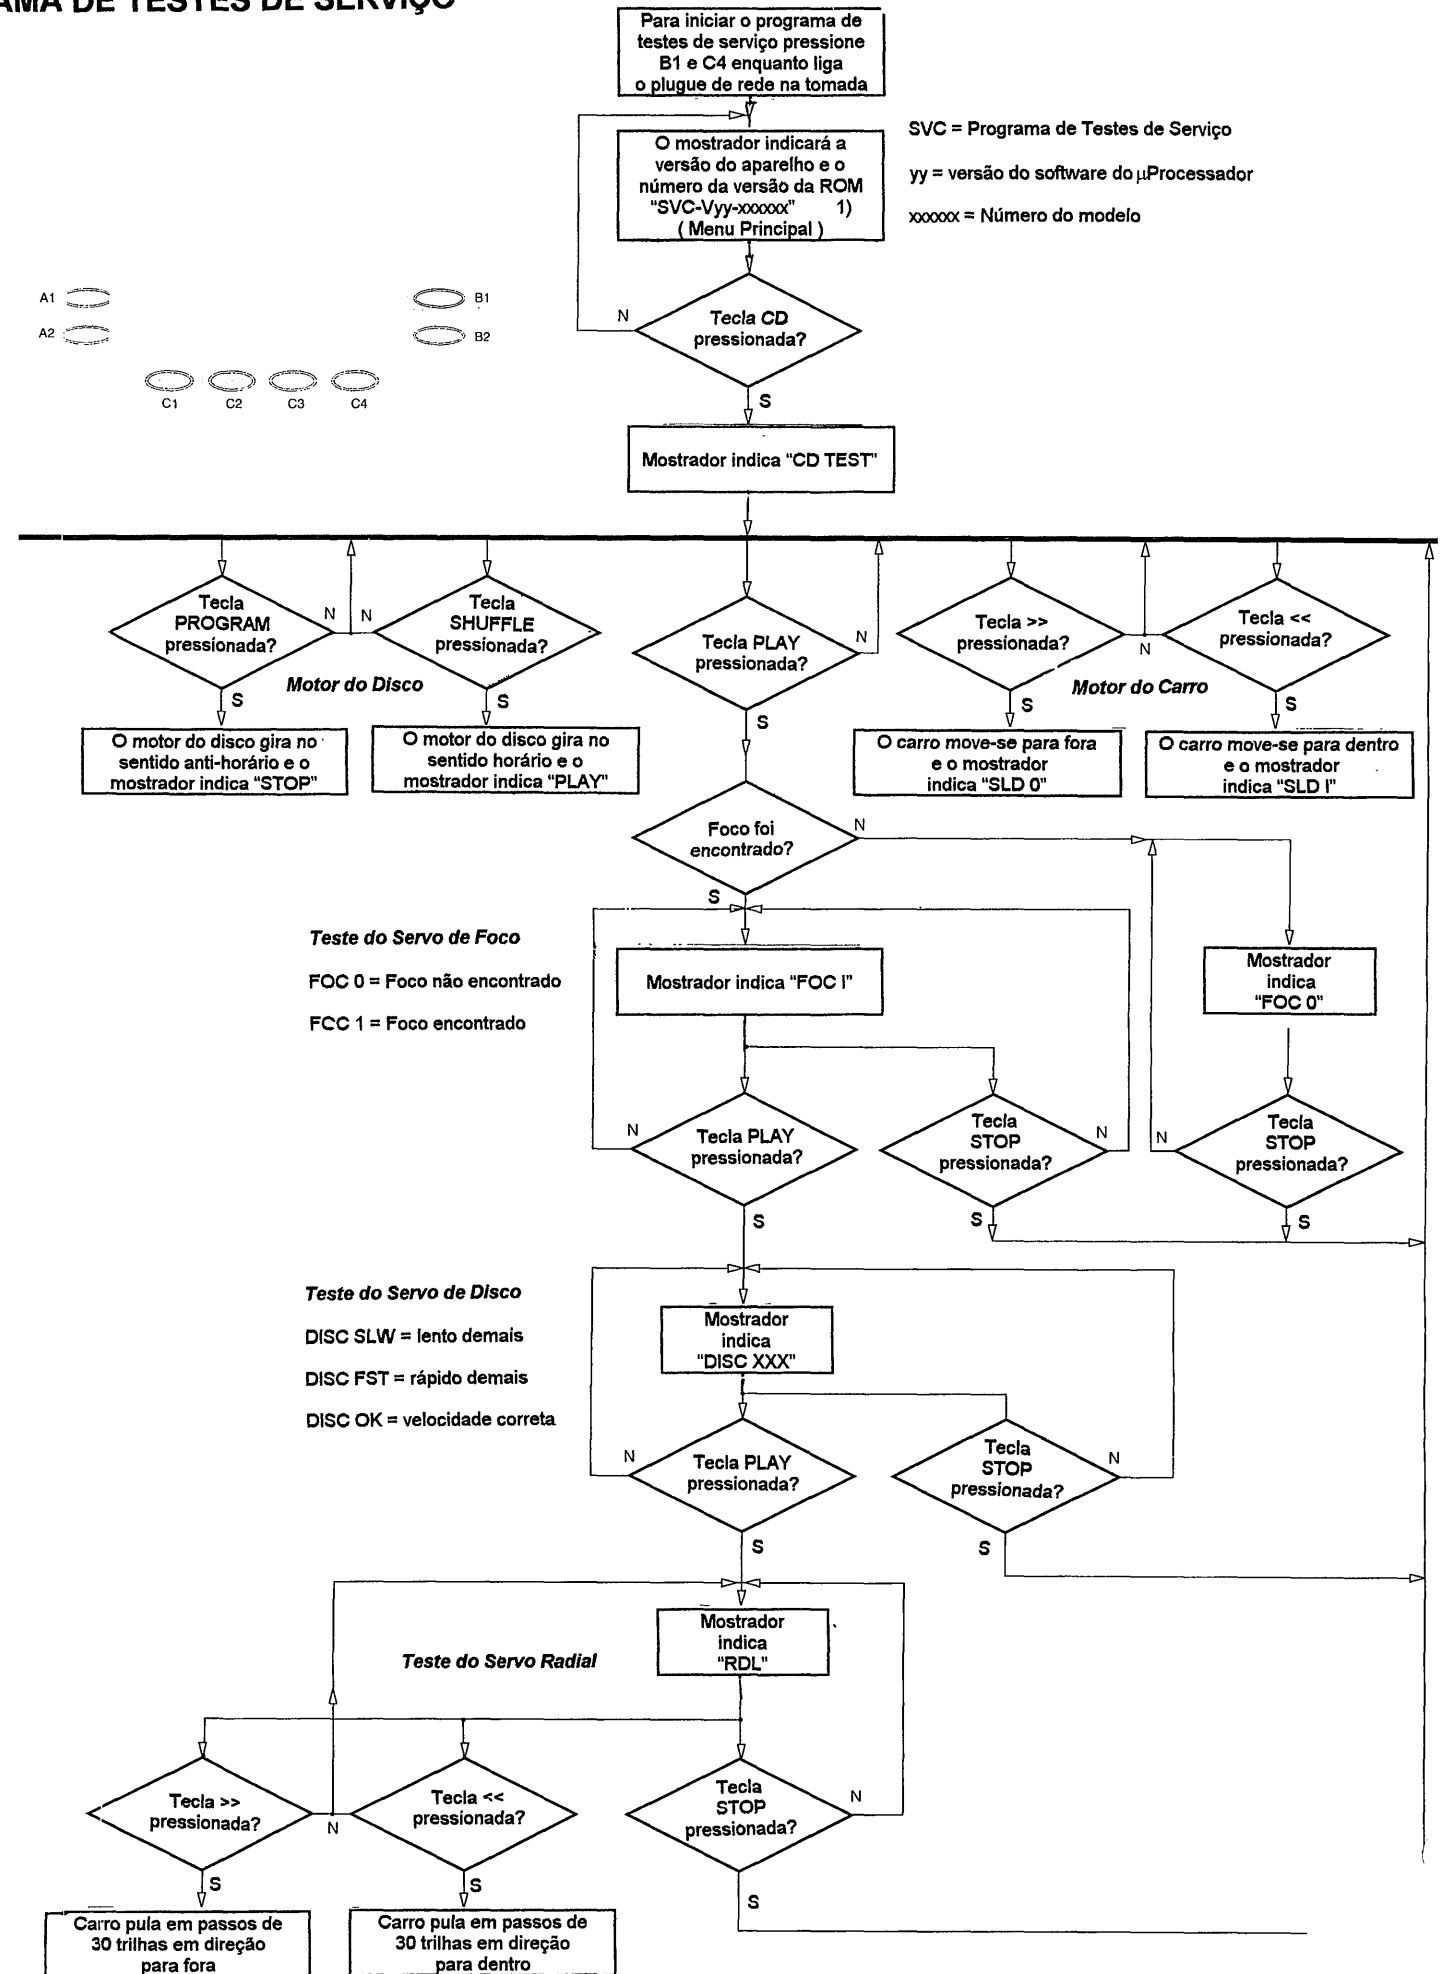 AMA DE TESTES DE SERVIÇO
Para iniciar o programa de
testes de serviço pressione
B1 e C4 enquanto liga
o plugue de rede na tomada
O mostrador indicará a
versão do aparelho e o
número da versão da ROM
“SVC-Vyy-xxxxxx” 1)
( Menu Principal )
SVC = Programa de Testes de Serviço
yy = versão do software do µProcessador
xxxxxx = Número do modelo
A1
B1
A2
B2
C1 C2 C3 C4
Tecla CD
pressionada?
N
S
Mostrador indica “CD TEST”
Tecla
PROGRAM
pressionada?
N
N
Tecla
SHUFFLE
pressionada?
Tecla PLAY
pressionada?
N
Tecla >>
pressionada?
N
Tecla <<
pressionada?
S
Motor do Disco
S
S
S
Motor do Carro
S
O motor do disco gira no
sentido anti-horário e o
mostrador indica “STOP”
O motor do disco gira no
sentido horário e o
mostrador indica “PLAY”
O carro move-se para fora
e o mostrador
indica “SLD 0”
O carro move-se para dentro
e o mostrador
indica “SLD I”
Foco foi
encontrado?
N
S
Teste do Servo de Foco
FOC 0 = Foco não encontrado
FCC 1 = Foco encontrado
Mostrador indica “FOC I”
Mostrador
indica
“FOC 0”
N
Tecla PLAY
pressionada?
Tecla
STOP
pressionada?
N
N
Tecla
STOP
pressionada?
S
S
S
Teste do Servo de Disco
DISC SLW = lento demais
DISC FST = rápido demais
DISC OK = velocidade correta
Mostrador
indica
“DISC XXX”
N
Tecla PLAY
pressionada?
Tecla
STOP
pressionada?
N
S
S
Teste do Servo Radial
Mostrador
indica
“RDL”
Tecla >>
pressionada?
N
Tecla <<
pressionada?
Tecla
STOP
pressionada?
N
S
S
S
Carro pula em passos de
30 trilhas em direção
para fora
Carro pula em passos de
30 trilhas em direção
para dentro